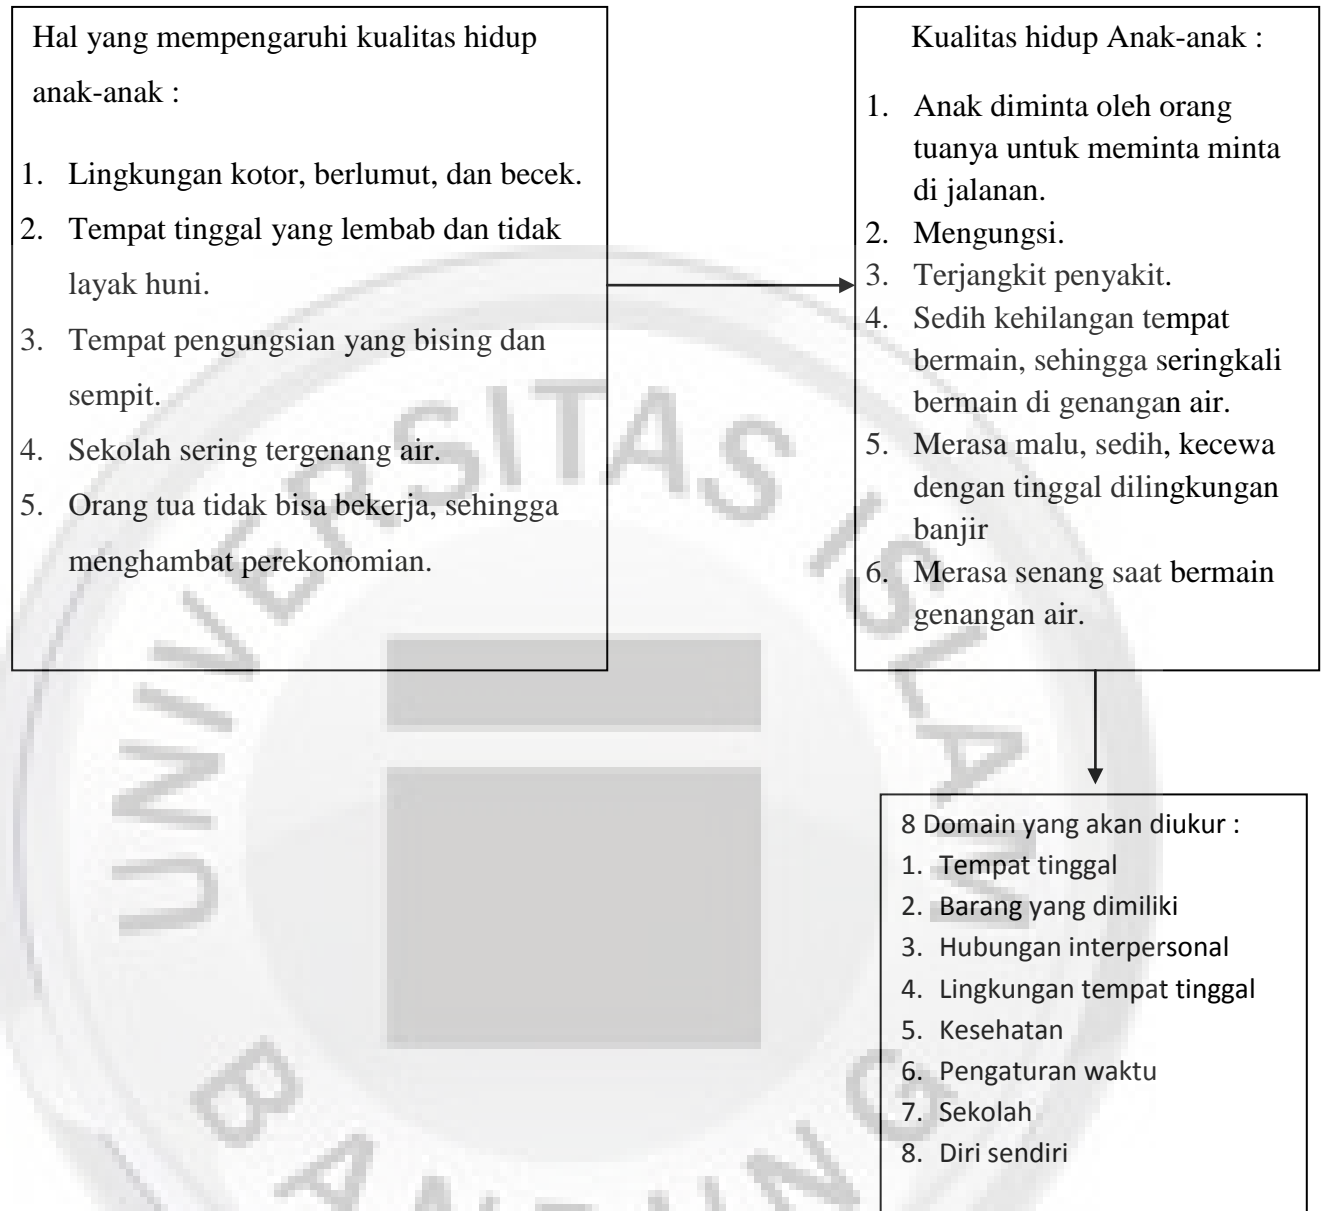 Hal yang mempengaruhi kualitas hidup
anak-anak :
1. Lingkungan kotor, berlumut, dan becek.
2. Tempat tinggal yang lembab dan tidak
layak huni.
3. Tempat pengungsian yang bising dan
sempit.
4. Sekolah sering tergenang air.
5. Orang tua tidak bisa bekerja, sehingga
menghambat perekonomian.
Kualitas hidup Anak-anak :
1. Anak diminta oleh orang
tuanya untuk meminta minta
di jalanan.
2. Mengungsi.
3. Terjangkit penyakit.
4. Sedih kehilangan tempat
bermain, sehingga seringkali
bermain di genangan air.
5. Merasa malu, sedih, kecewa
dengan tinggal dilingkungan
banjir
6. Merasa senang saat bermain
genangan air.
8 Domain yang akan diukur :
1. Tempat tinggal
2. Barang yang dimiliki
3. Hubungan interpersonal
4. Lingkungan tempat tinggal
5. Kesehatan
6. Pengaturan waktu
7. Sekolah
8. Diri sendiri
UNIVERSITAS ISLAM
BANDUNG